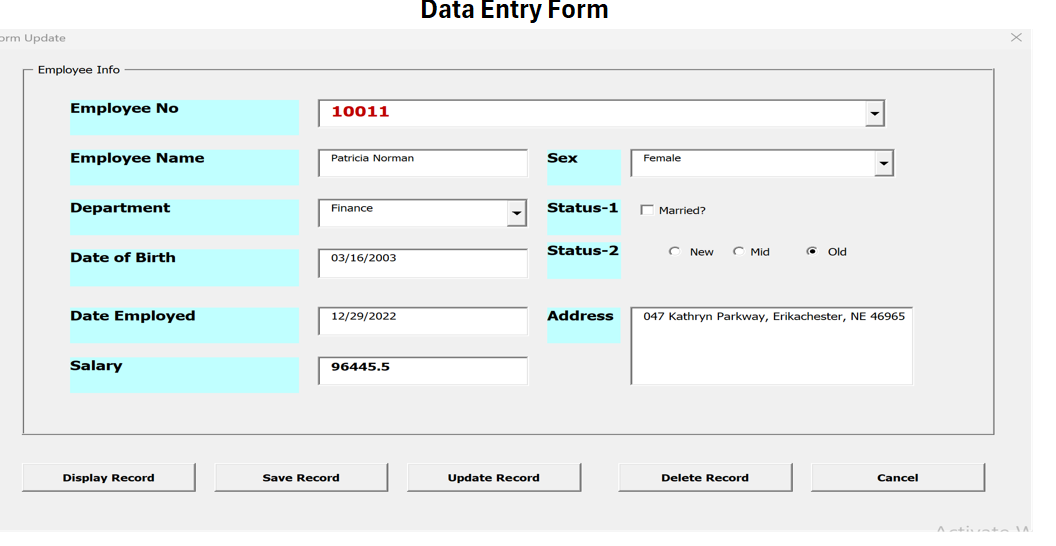 Data Entry Form
orm Update
Employee Info
Employee No 10011
Employee Name Patricia Norman Sex Female
Department Finance Status-1 Married?
Date of Birth 03/16/2003 Status-2 New Mid Old
Date Employed 12/29/2022 Address 047 Kathryn Parkway, Erikachester, NE 46965
Salary 96445.5
Display Record Save Record Update Record Delete Record Cancel
Activate W